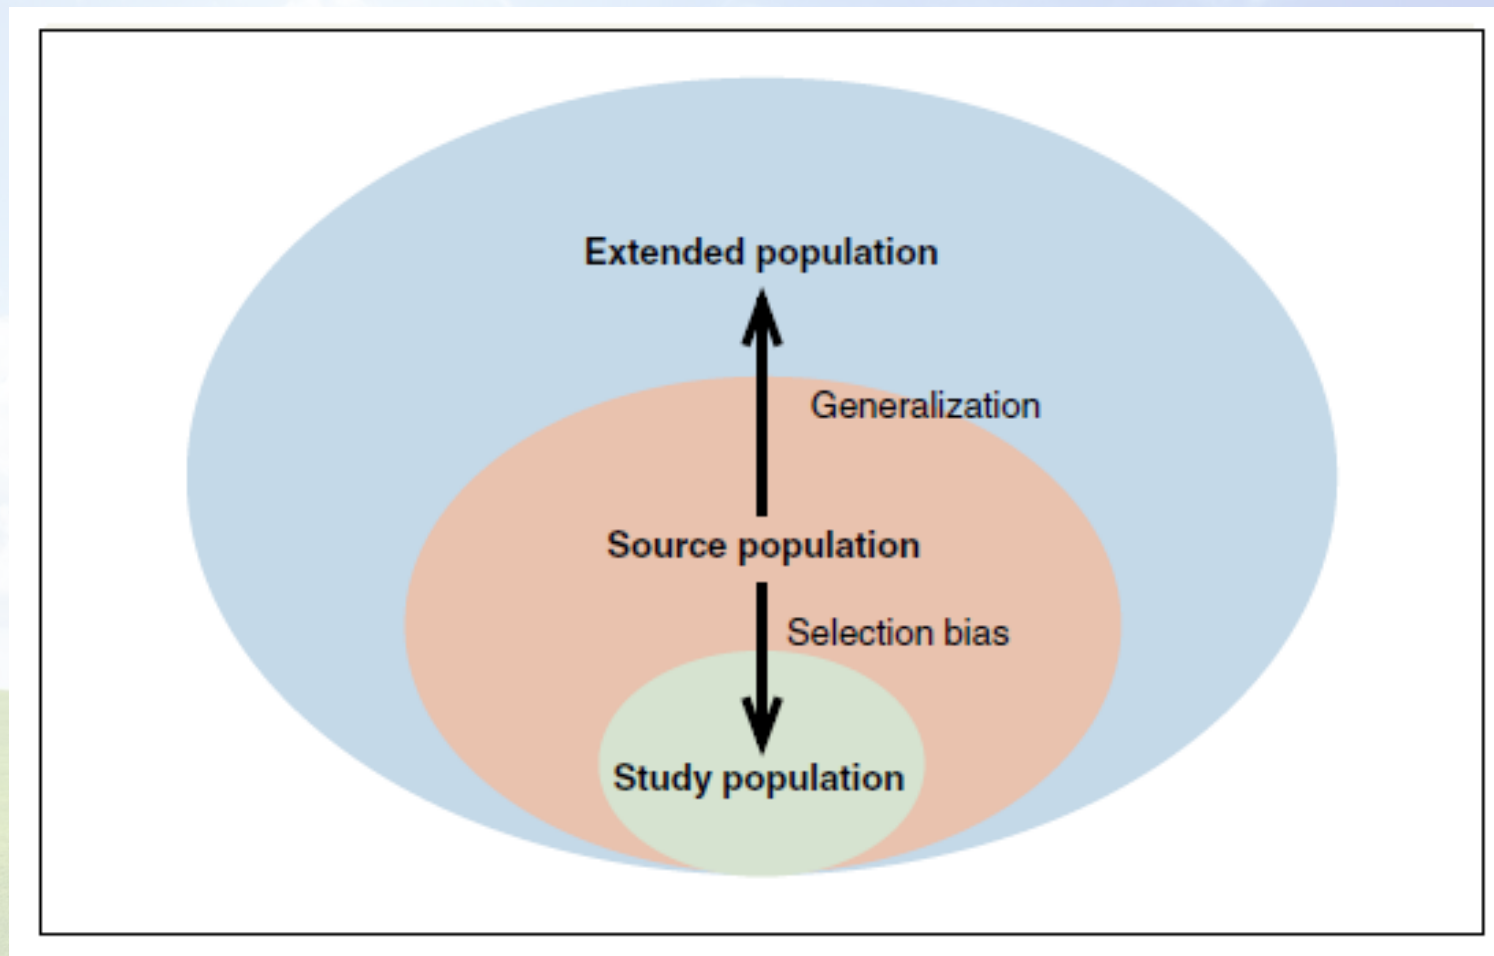 Extended population
Generalization
Source population
Selection bias
Study population